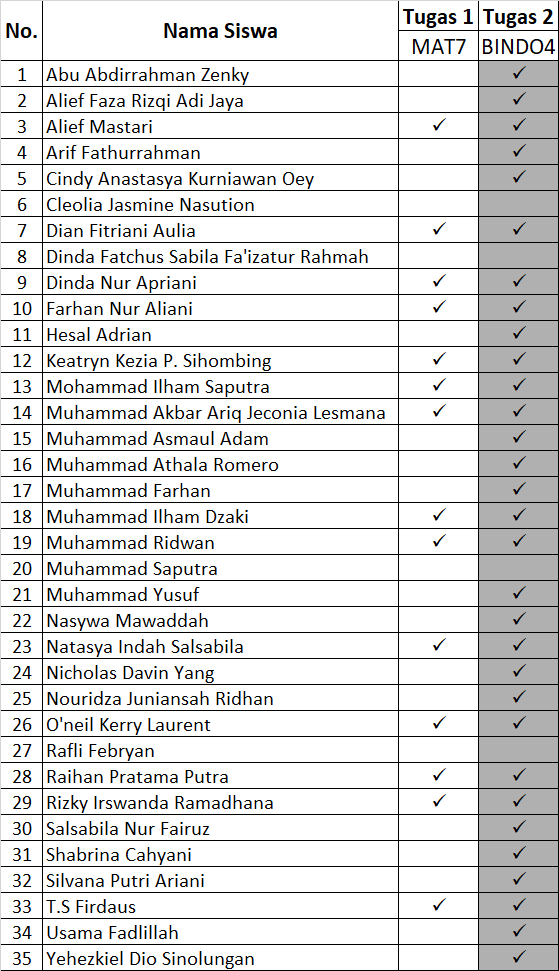 No. Nama Siswa Tugas 1 Tugas 2
MAT7 BINDO4
1 Abu Abdirrahman Zenky ✓
2 Alief Faza Rizqi Adi Jaya ✓
3 Alief Mastari ✓ ✓
4 Arif Fathurrahman ✓
5 Cindy Anastasya Kurniawan Oey ✓
6 Cleolia Jasmine Nasution
7 Dian Fitriani Aulia ✓ ✓
8 Dinda Fatchus Sabila Fa'izatur Rahmah
9 Dinda Nur Apriani ✓ ✓
10 Farhan Nur Aliani ✓ ✓
11 Hesal Adrian ✓
12 Keatryn Kezia P. Sihombing ✓ ✓
13 Mohammad Ilham Saputra ✓ ✓
14 Muhammad Akbar Ariq Jeconia Lesmana ✓ ✓
15 Muhammad Asmaul Adam ✓
16 Muhammad Athala Romero ✓
17 Muhammad Farhan ✓
18 Muhammad Ilham Dzaki ✓ ✓
19 Muhammad Ridwan ✓ ✓
20 Muhammad Saputra
21 Muhammad Yusuf ✓
22 Nasywa Mawaddah ✓
23 Natasya Indah Salsabila ✓ ✓
24 Nicholas Davin Yang ✓
25 Nouridza Juniansah Ridhan ✓
26 O'neil Kerry Laurent ✓ ✓
27 Rafli Febryan
28 Raihan Pratama Putra ✓ ✓
29 Rizky Irswanda Ramadhana ✓ ✓
30 Salsabila Nur Fairuz ✓
31 Shabrina Cahyani ✓
32 Silvana Putri Ariani ✓
33 T.S Firdaus ✓ ✓
34 Usama Fadlillah ✓
35 Yehezkiel Dio Sinolungan ✓